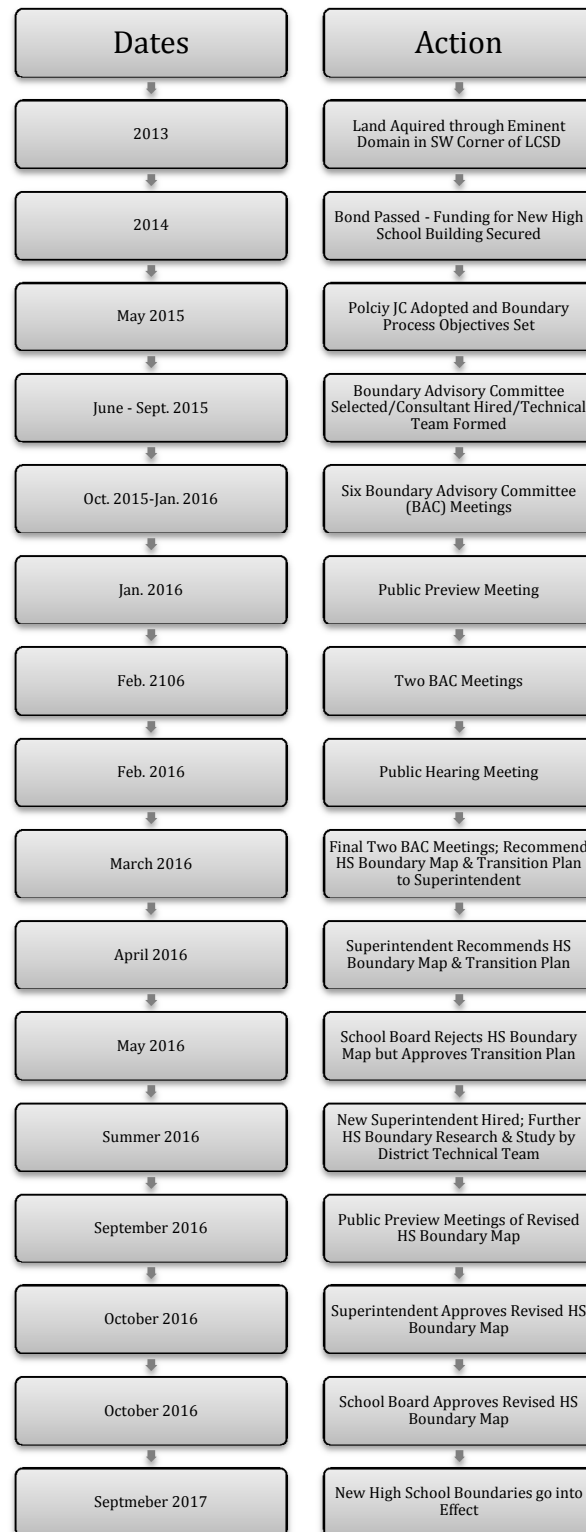 Dates
Action
2013
Land Aquired through Eminent
Domain in SW Corner of LCSD
2014
Bond Passed - Funding for New High
School Building Secured
May 2015
Polciy JC Adopted and Boundary
Process Objectives Set
June - Sept. 2015
Boundary Advisory Committee
Selected/Consultant Hired/Technical
Team Formed
Oct. 2015-Jan. 2016
Six Boundary Advisory Committee
(BAC) Meetings
Jan. 2016
Public Preview Meeting
Feb. 2106
Two BAC Meetings
Feb. 2016
Public Hearing Meeting
March 2016
Final Two BAC Meetings; Recommend
HS Boundary Map & Transition Plan
to Superintendent
April 2016
Superintendent Recommends HS
Boundary Map & Transition Plan
May 2016
School Board Rejects HS Boundary
Map but Approves Transition Plan
Summer 2016
New Superintendent Hired; Further
HS Boundary Research & Study by
District Technical Team
September 2016
Public Preview Meetings of Revised
HS Boundary Map
October 2016
Superintendent Approves Revised HS
Boundary Map
October 2016
School Board Approves Revised HS
Boundary Map
Septmeber 2017
New High School Boundaries go into
Effect